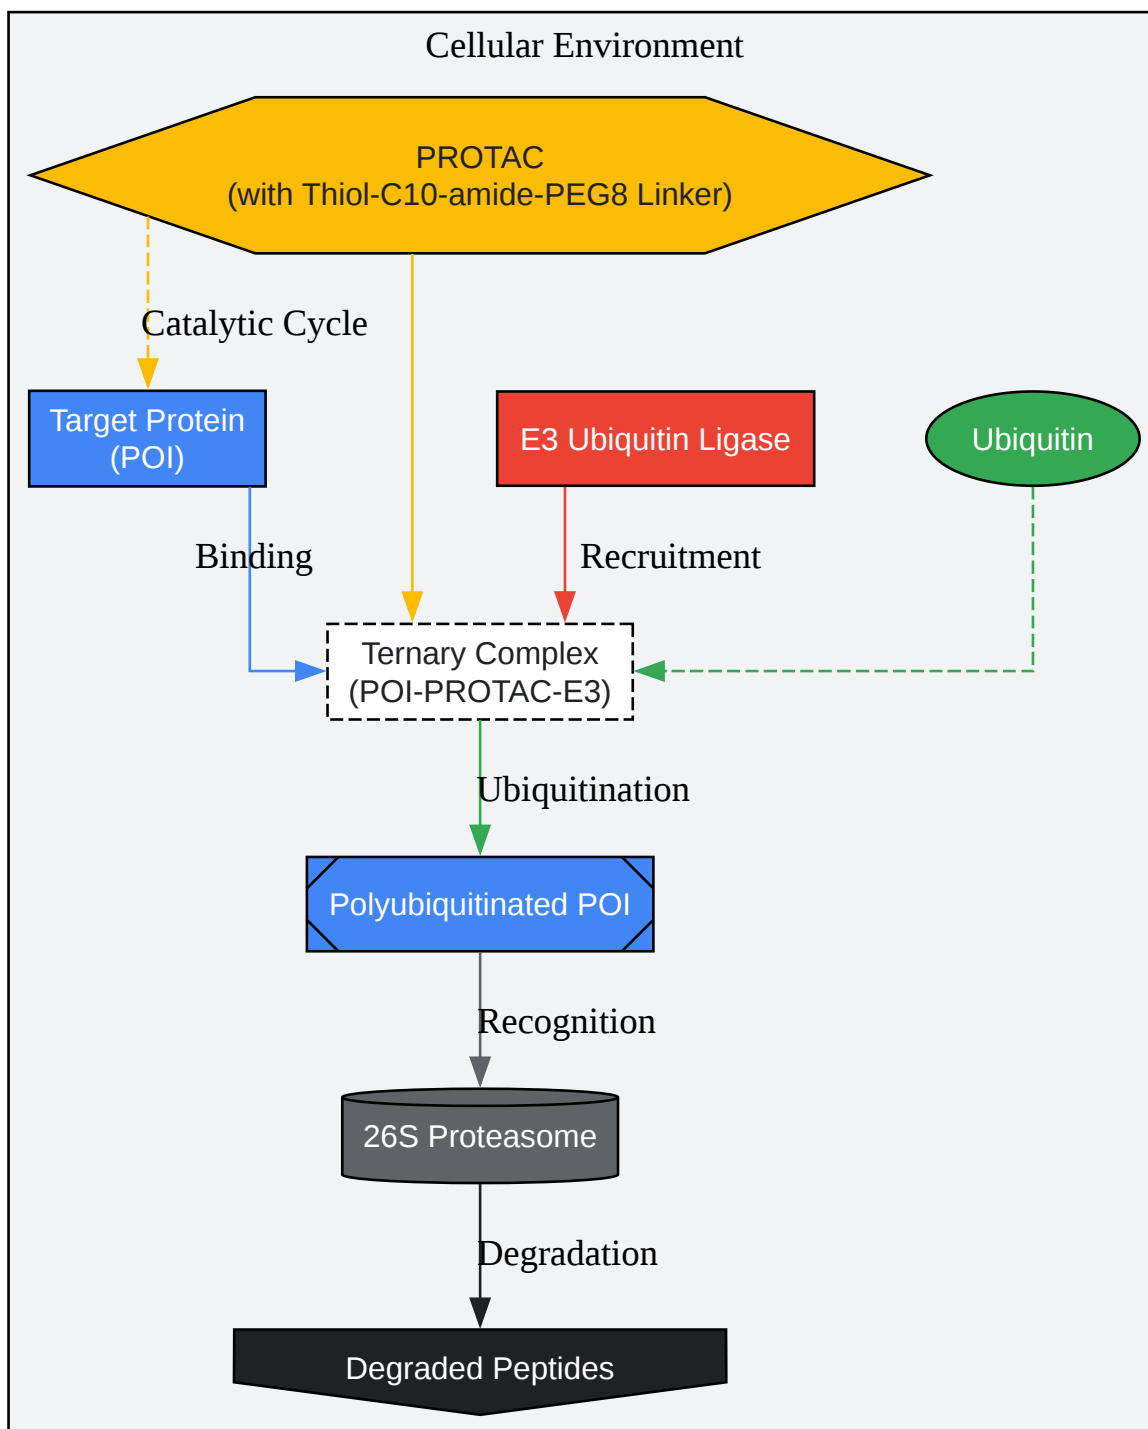 Cellular Environment
PROTAC
(with Thiol-C10-amide-PEG8 Linker)
Catalytic Cycle
Target Protein
(POI)
E3 Ubiquitin Ligase
Ubiquitin
Binding
Recruitment
Ternary Complex
(POI-PROTAC-E3)
Ubiquitination
Polyubiquitinated POI
Recognition
26S Proteasome
Degradation
Degraded Peptides